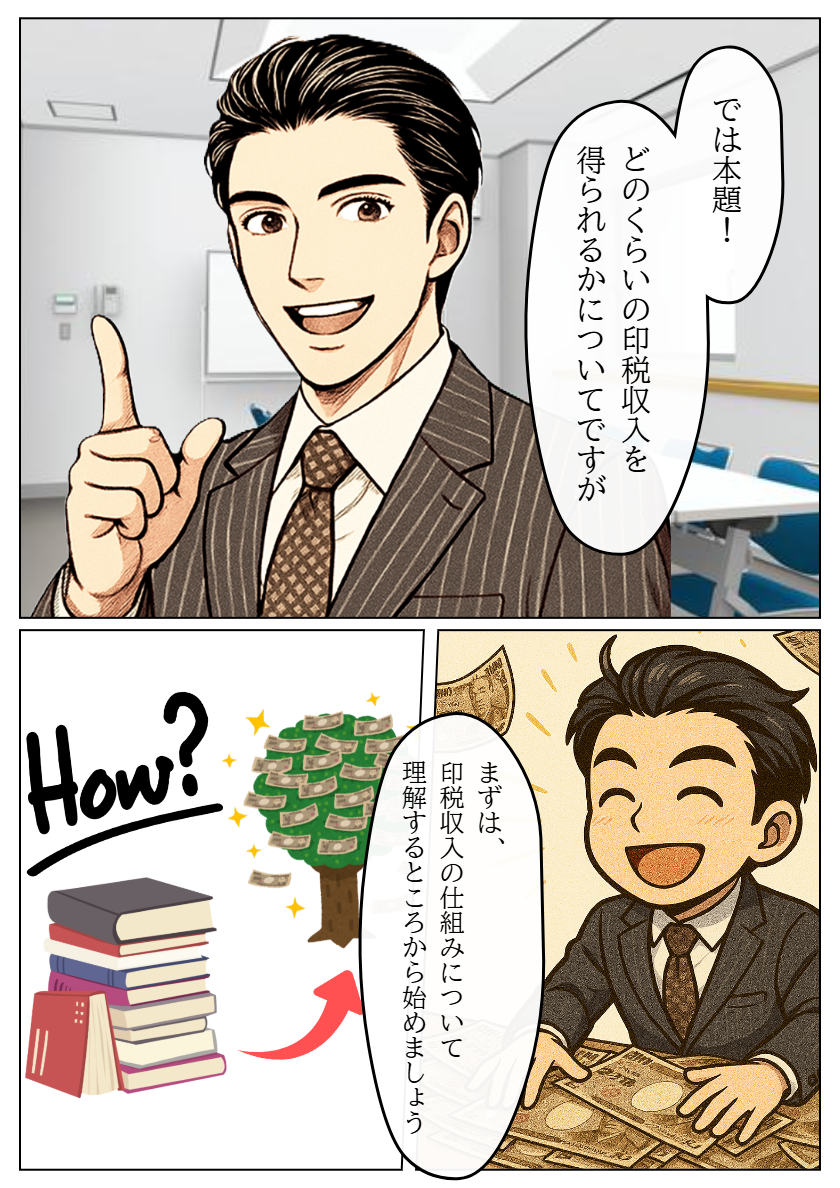 では本題！
どのくらいの印税収入を
得られるかについてですが
How?
まずは、
印税収入の仕組みについて
理解するところから始めましょう